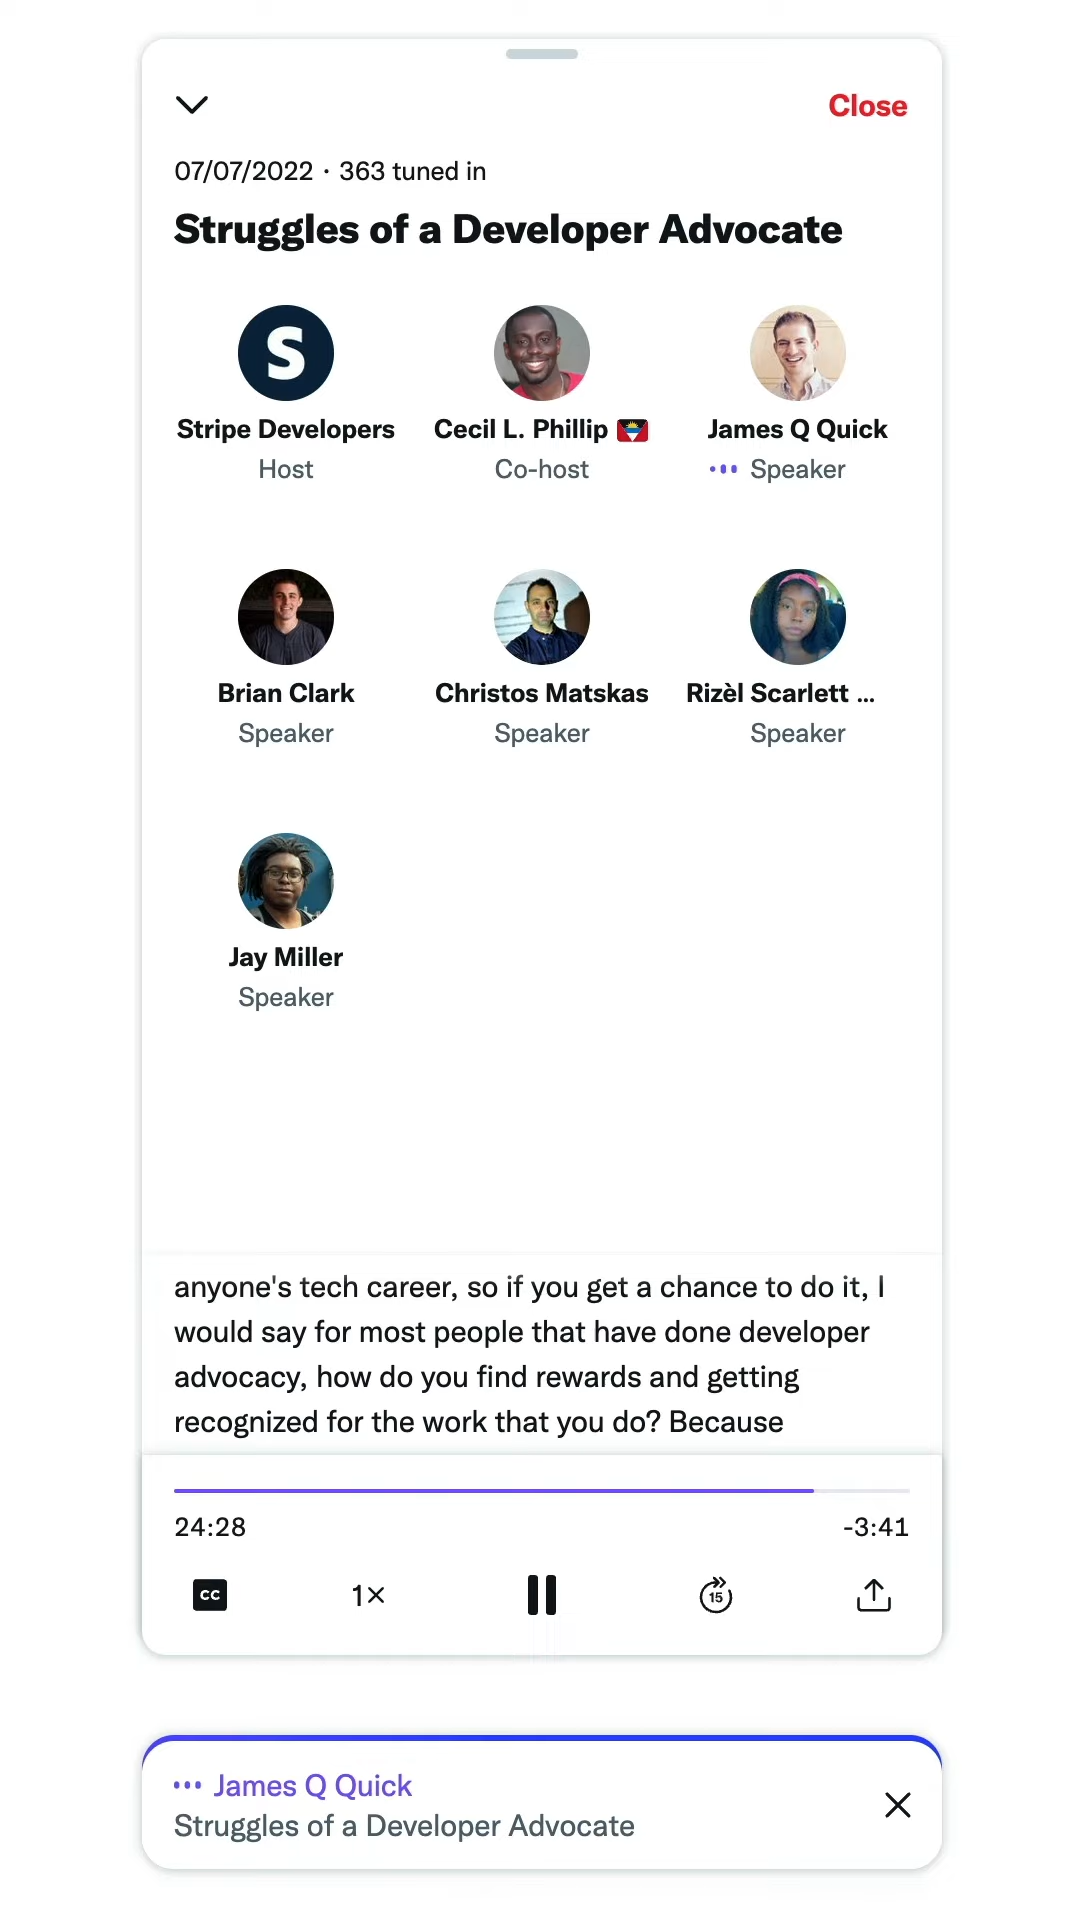 Close
07/07/2022 · 363 tuned in
Struggles of a Developer Advocate
S
Stripe Developers
Host
Cecil L. Phillip 🇦🇬
Co-host
James Q Quick
Speaker
Brian Clark
Speaker
Christos Matskas
Speaker
Rizèl Scarlett ...
Speaker
Jay Miller
Speaker
anyone's tech career, so if you get a chance to do it, I
would say for most people that have done developer
advocacy, how do you find rewards and getting
recognized for the work that you do? Because
24:28
-3:41
CC
1×
15
James Q Quick
Struggles of a Developer Advocate